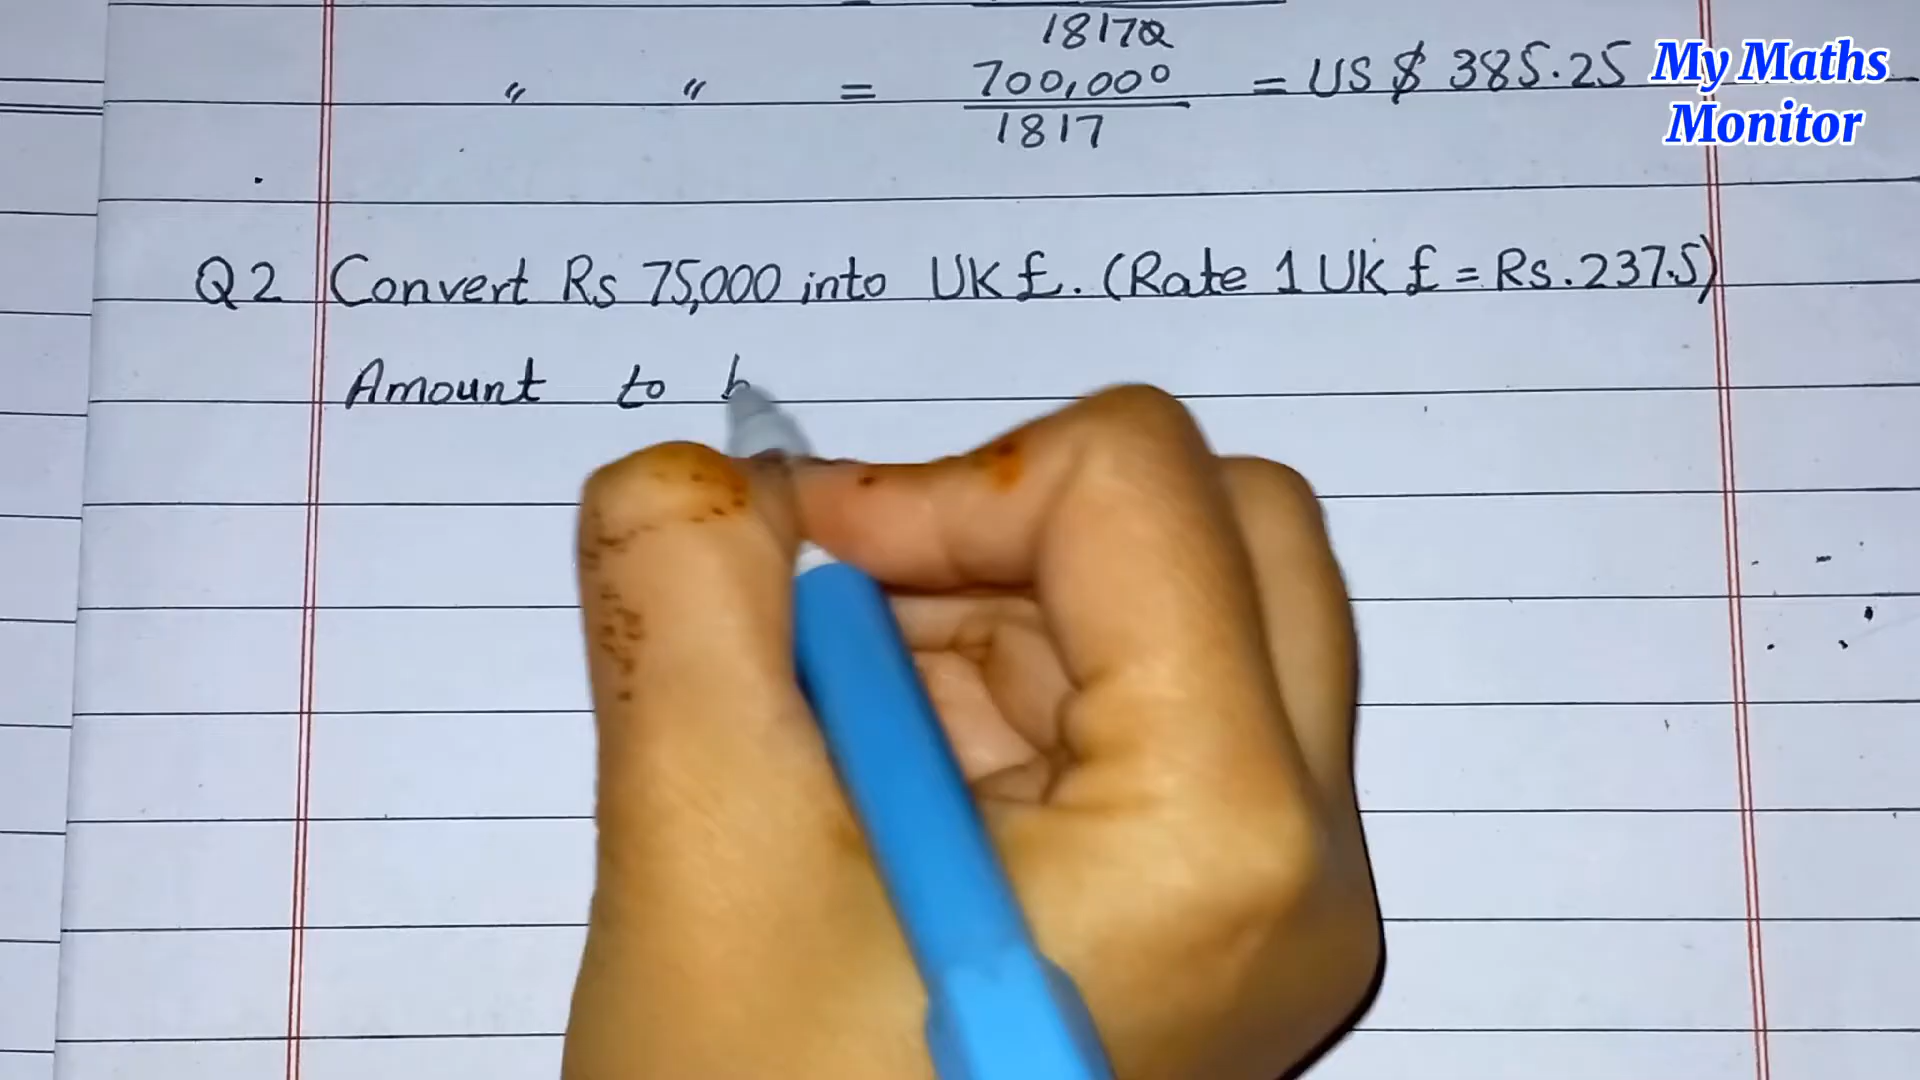 1817Q
" " = 700,000 = US $ 385.25
1817
My Maths
Monitor
Q2 Convert Rs 75,000 into UK £. (Rate 1 UK £ = Rs.237.5)
Amount to b